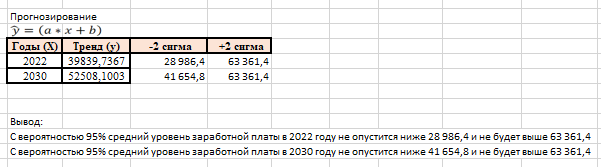 Прогнозирование
ŷ = (a * x + b)
Годы (X) Тренд (y) -2 сигма +2 сигма
2022 39839,7367 28 986,4 63 361,4
2030 52508,1003 41 654,8 63 361,4
Вывод:
С вероятностью 95% средний уровень заработной платы в 2022 году не опустится ниже 28 986,4 и не будет выше 63 361,4
С вероятностью 95% средний уровень заработной платы в 2030 году не опустится ниже 41 654,8 и не будет выше 63 361,4